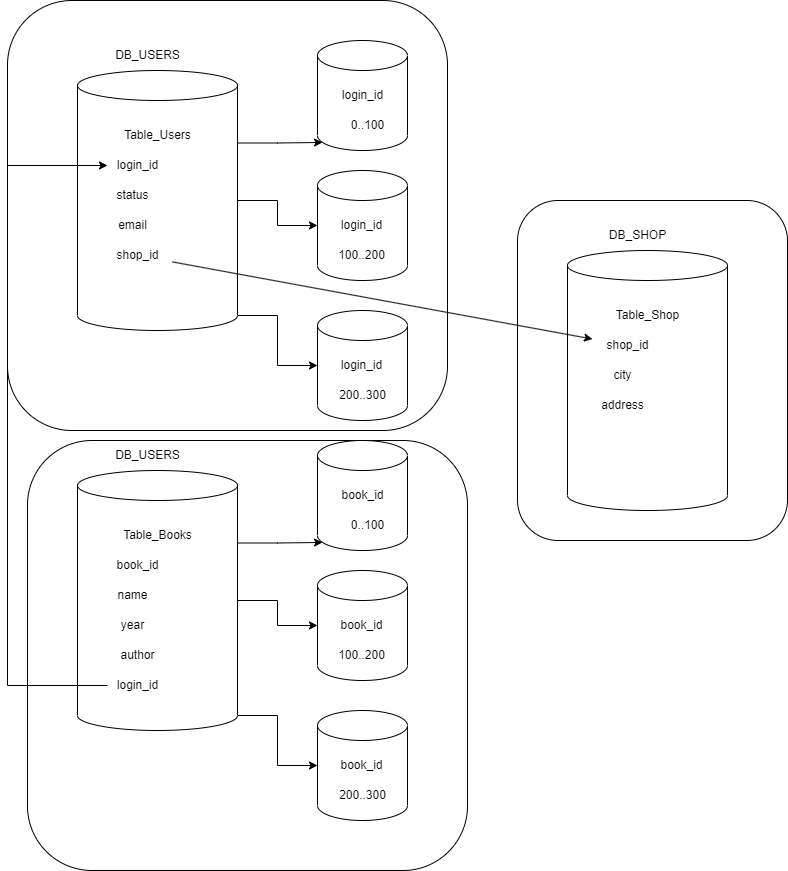 DB_USERS
Table_Users
login_id
status
email
shop_id
login_id
0..100
login_id
100..200
login_id
200..300
DB_SHOP
Table_Shop
shop_id
city
address
DB_USERS
Table_Books
book_id
name
year
author
login_id
book_id
0..100
book_id
100..200
book_id
200..300